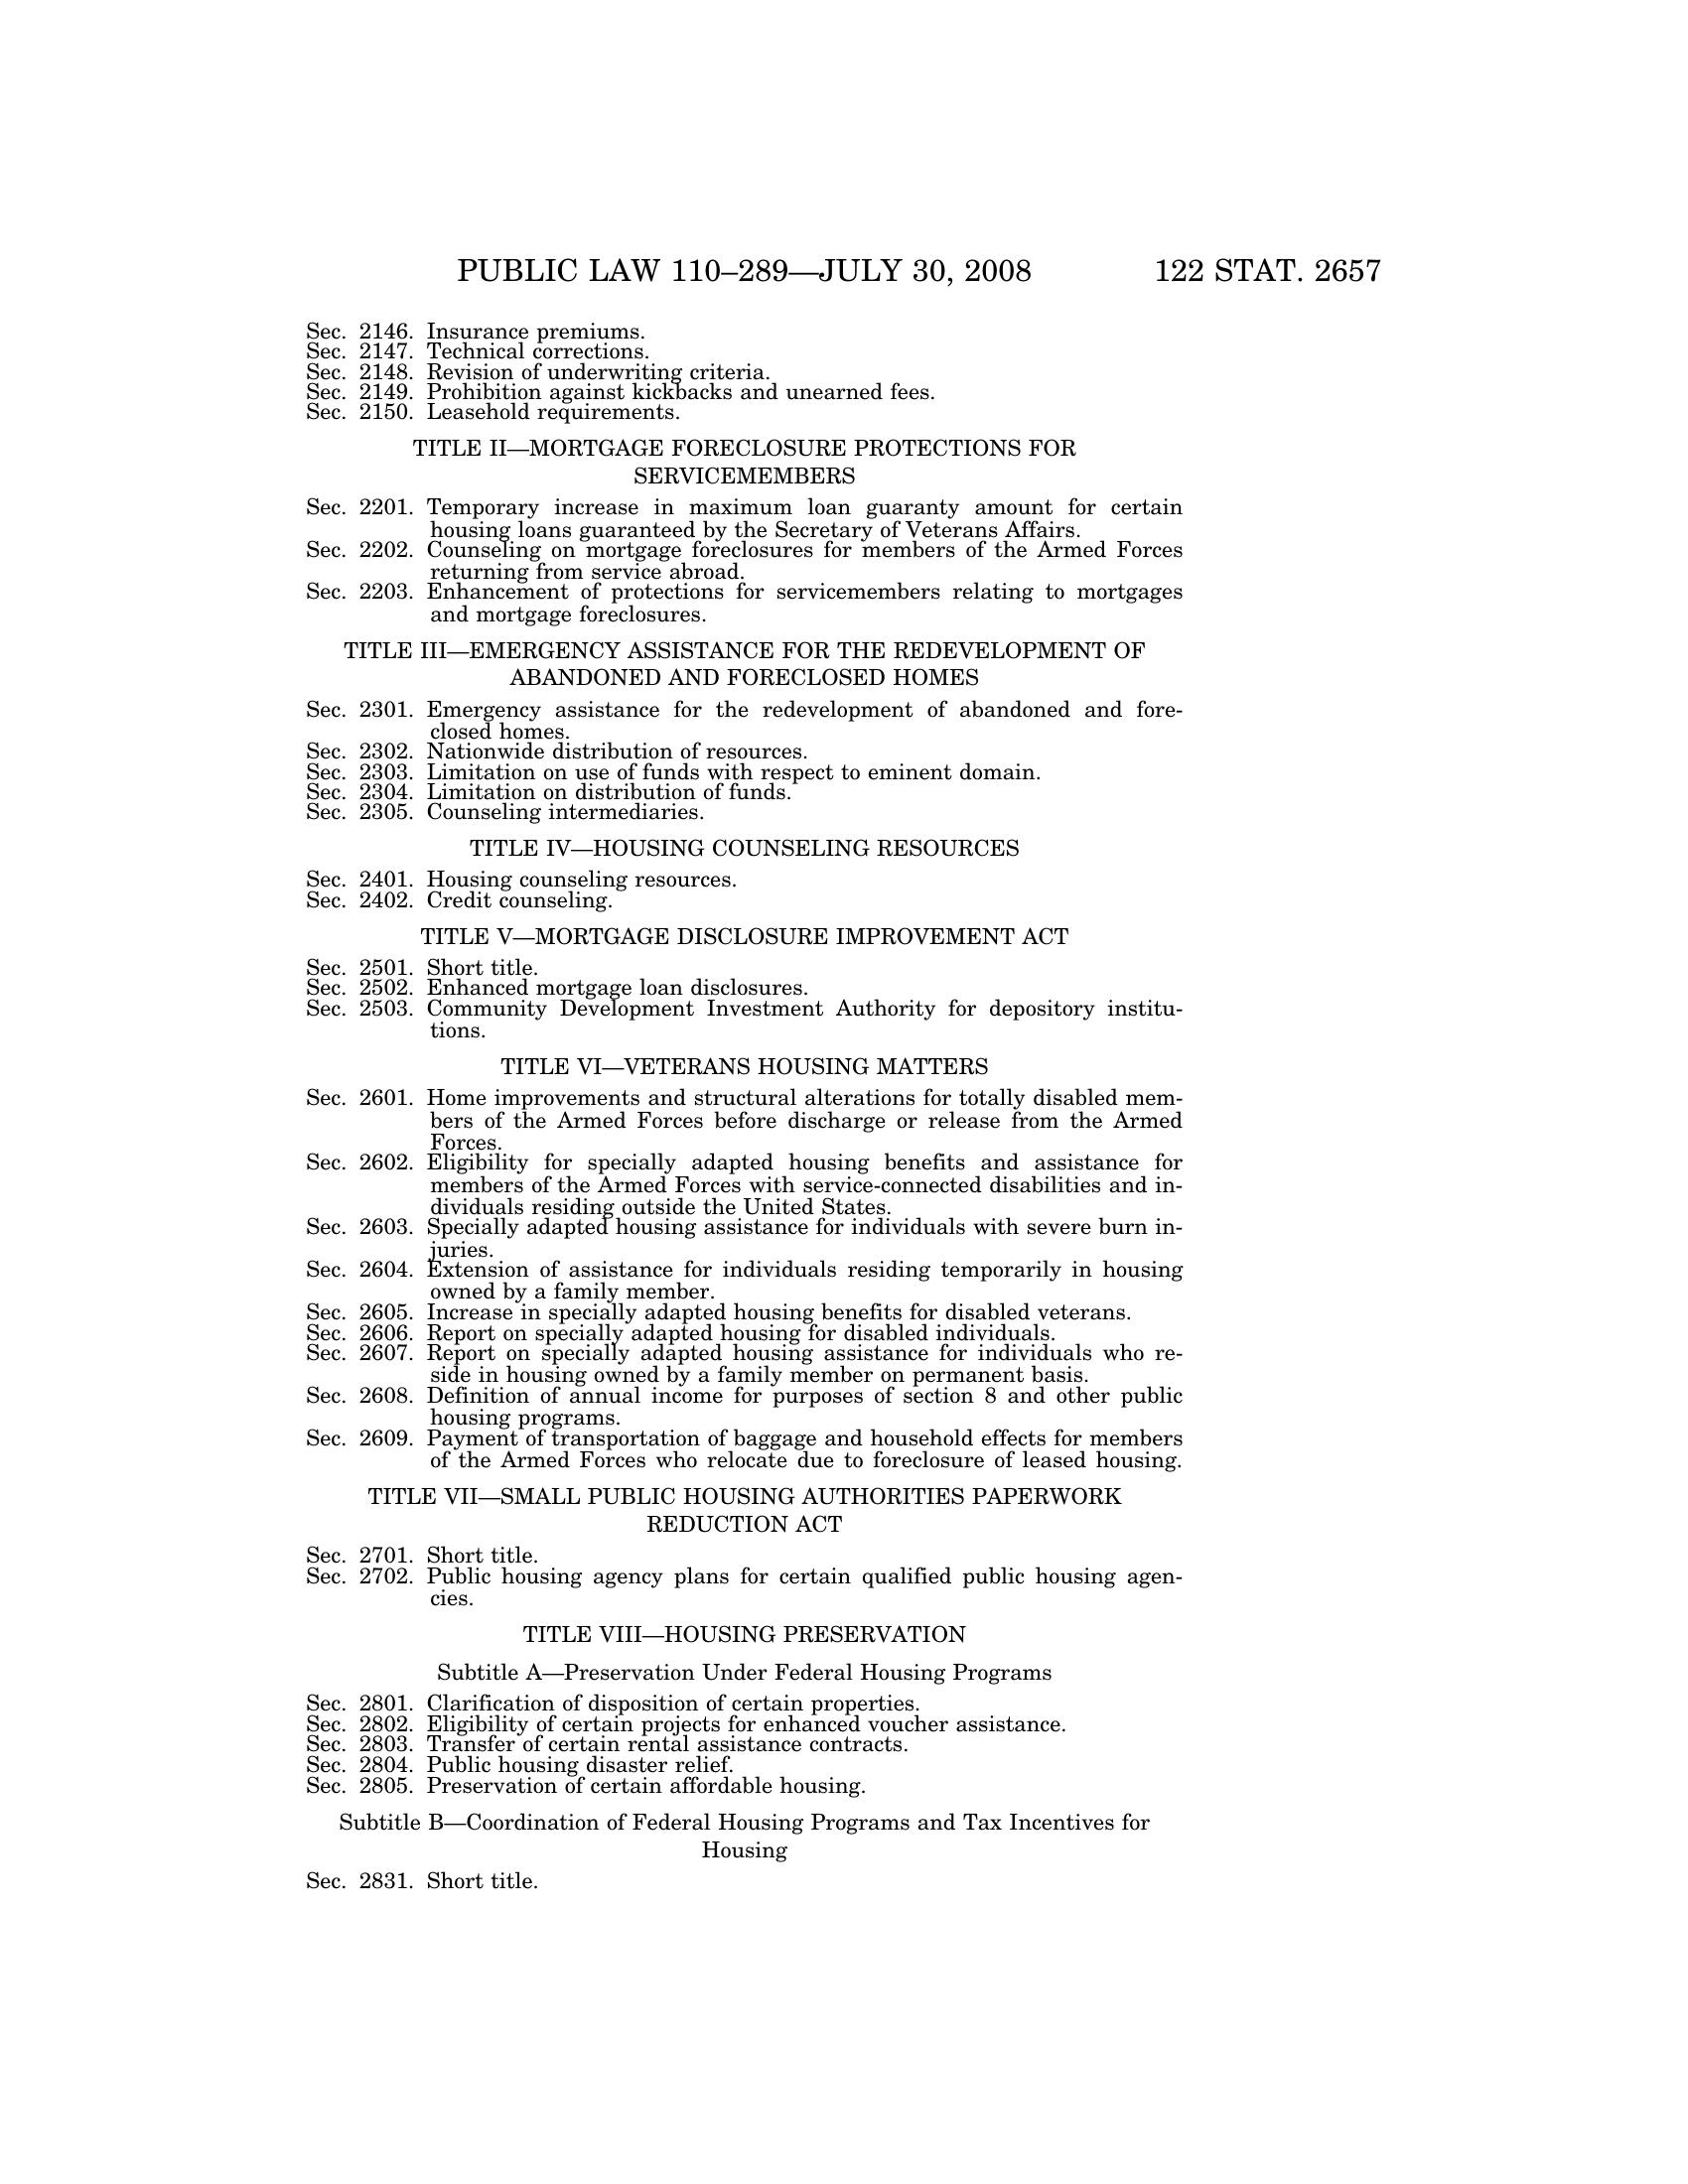 PUBLIC LAW 110–289—JULY 30, 2008 122 STAT. 2657
Sec. 2146. Insurance premiums.
Sec. 2147. Technical corrections.
Sec. 2148. Revision of underwriting criteria.
Sec. 2149. Prohibition against kickbacks and unearned fees.
Sec. 2150. Leasehold requirements.
TITLE II—MORTGAGE FORECLOSURE PROTECTIONS FOR
SERVICEMEMBERS
Sec. 2201. Temporary increase in maximum loan guaranty amount for certain
housing loans guaranteed by the Secretary of Veterans Affairs.
Sec. 2202. Counseling on mortgage foreclosures for members of the Armed Forces
returning from service abroad.
Sec. 2203. Enhancement of protections for servicemembers relating to mortgages
and mortgage foreclosures.
TITLE III—EMERGENCY ASSISTANCE FOR THE REDEVELOPMENT OF
ABANDONED AND FORECLOSED HOMES
Sec. 2301. Emergency assistance for the redevelopment of abandoned and fore-
closed homes.
Sec. 2302. Nationwide distribution of resources.
Sec. 2303. Limitation on use of funds with respect to eminent domain.
Sec. 2304. Limitation on distribution of funds.
Sec. 2305. Counseling intermediaries.
TITLE IV—HOUSING COUNSELING RESOURCES
Sec. 2401. Housing counseling resources.
Sec. 2402. Credit counseling.
TITLE V—MORTGAGE DISCLOSURE IMPROVEMENT ACT
Sec. 2501. Short title.
Sec. 2502. Enhanced mortgage loan disclosures.
Sec. 2503. Community Development Investment Authority for depository institu-
tions.
TITLE VI—VETERANS HOUSING MATTERS
Sec. 2601. Home improvements and structural alterations for totally disabled mem-
bers of the Armed Forces before discharge or release from the Armed
Forces.
Sec. 2602. Eligibility for specially adapted housing benefits and assistance for
members of the Armed Forces with service-connected disabilities and in-
dividuals residing outside the United States.
Sec. 2603. Specially adapted housing assistance for individuals with severe burn in-
juries.
Sec. 2604. Extension of assistance for individuals residing temporarily in housing
owned by a family member.
Sec. 2605. Increase in specially adapted housing benefits for disabled veterans.
Sec. 2606. Report on specially adapted housing for disabled individuals.
Sec. 2607. Report on specially adapted housing assistance for individuals who re-
side in housing owned by a family member on permanent basis.
Sec. 2608. Definition of annual income for purposes of section 8 and other public
housing programs.
Sec. 2609. Payment of transportation of baggage and household effects for members
of the Armed Forces who relocate due to foreclosure of leased housing.
TITLE VII—SMALL PUBLIC HOUSING AUTHORITIES PAPERWORK
REDUCTION ACT
Sec. 2701. Short title.
Sec. 2702. Public housing agency plans for certain qualified public housing agen-
cies.
TITLE VIII—HOUSING PRESERVATION
Subtitle A—Preservation Under Federal Housing Programs
Sec. 2801. Clarification of disposition of certain properties.
Sec. 2802. Eligibility of certain projects for enhanced voucher assistance.
Sec. 2803. Transfer of certain rental assistance contracts.
Sec. 2804. Public housing disaster relief.
Sec. 2805. Preservation of certain affordable housing.
Subtitle B—Coordination of Federal Housing Programs and Tax Incentives for
Housing
Sec. 2831. Short title.